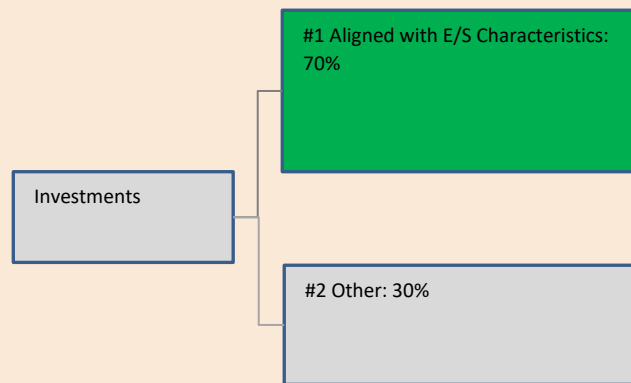 #1 Aligned with E/S Characteristics:
70%
Investments
#2 Other: 30%